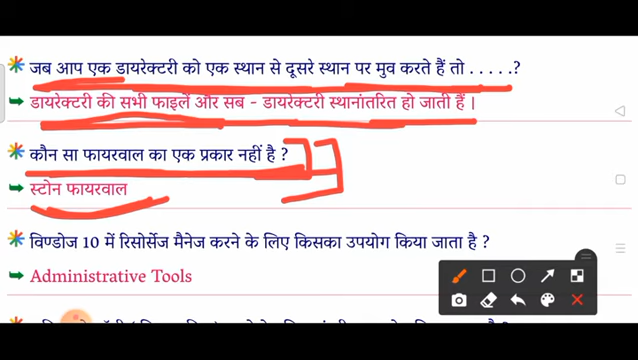 जब आप एक डायरेक्टरी को एक स्थान से दूसरे स्थान पर मुव करते हैं तो . . . . .?
डायरेक्टरी की सभी फाइलें और सब - डायरेक्टरी स्थानांतरित हो जाती हैं ।
कौन सा फायरवाल का एक प्रकार नहीं है ?
स्टोन फायरवाल
विण्डोज 10 में रिसोर्सेज मैनेज करने के लिए किसका उपयोग किया जाता है ?
Administrative Tools